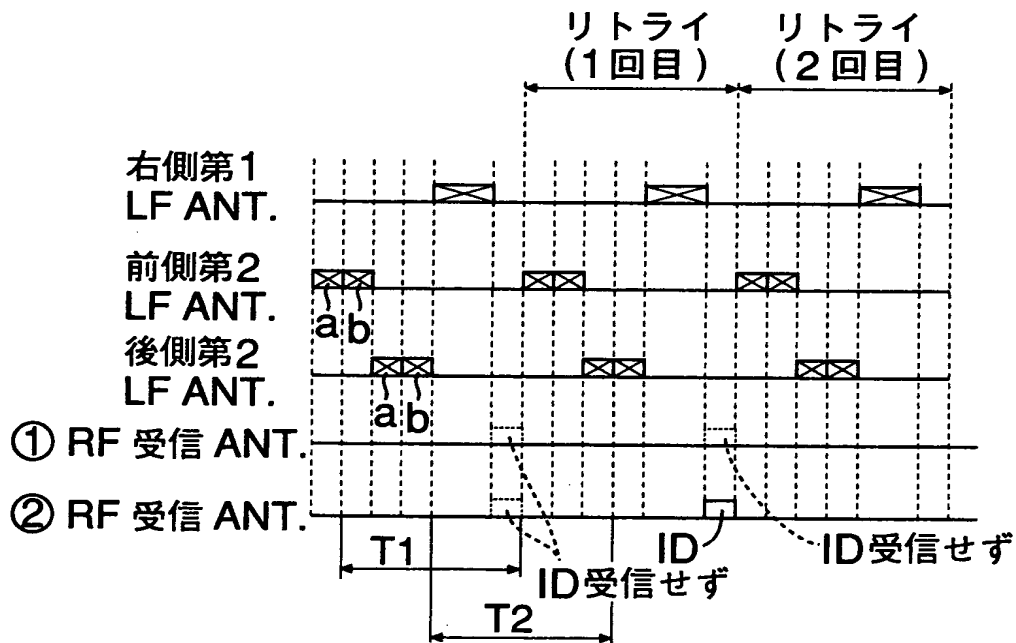 リトライ
(1回目)
リトライ
(2回目)
右側第1
LF ANT.
前側第2
LF ANT.
a b
後側第2
LF ANT.
a b
① RF 受信 ANT.
② RF 受信 ANT.
T1
ID受信せず
ID
ID受信せず
T2